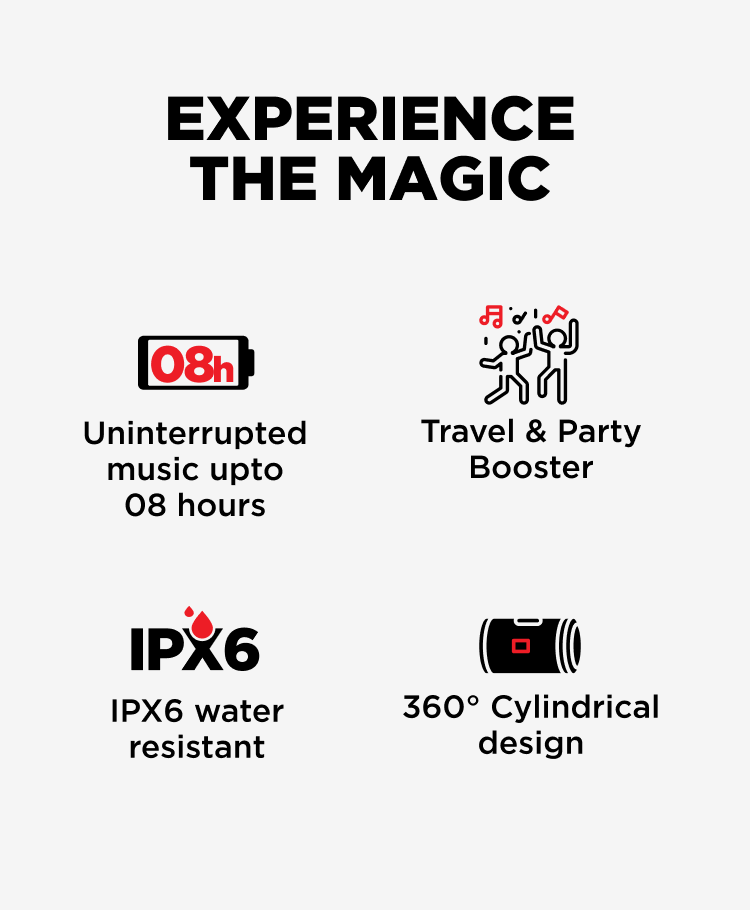 EXPERIENCE
THE MAGIC
08h
Uninterrupted
music upto
08 hours
Travel & Party
Booster
IPX6
IPX6 water
resistant
360° Cylindrical
design